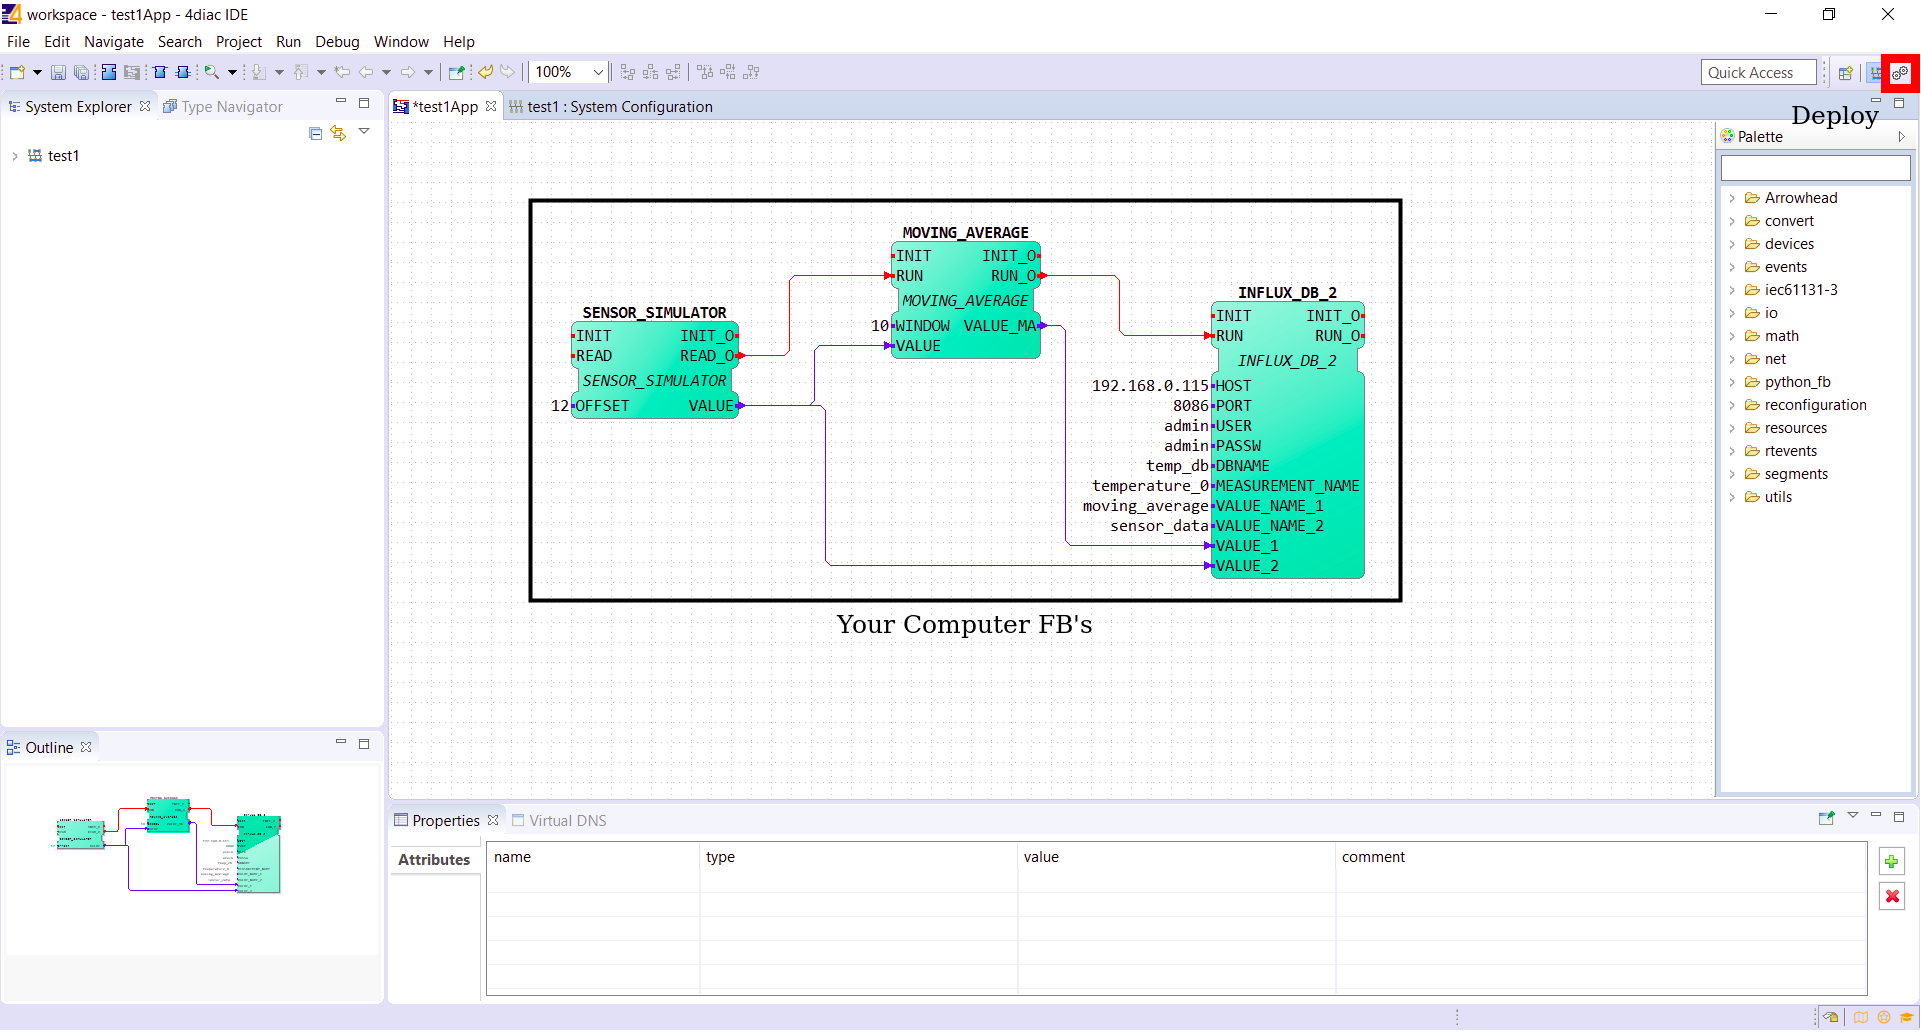 workspace - test1App - 4diac IDE
File Edit Navigate Search Project Run Debug Window Help
100%
Quick Access
Deploy
System Explorer
Type Navigator
test1
*test1App
test1 : System Configuration
SENSOR_SIMULATOR
INIT INIT_O
READ READ_O
SENSOR_SIMULATOR
12 OFFSET VALUE
MOVING_AVERAGE
INIT INIT_O
RUN RUN_O
MOVING_AVERAGE
10 WINDOW VALUE_MA
VALUE
INFLUX_DB_2
INIT INIT_O
RUN RUN_O
INFLUX_DB_2
192.168.0.115 HOST
8086 PORT
admin USER
admin PASSW
temp_db DBNAME
temperature_0 MEASUREMENT_NAME
moving_average VALUE_NAME_1
sensor_data VALUE_NAME_2
VALUE_1
VALUE_2
Your Computer FB's
Palette
Arrowhead
convert
devices
events
iec61131-3
io
math
net
python_fb
reconfiguration
resources
rtevents
segments
utils
Outline
Properties
Virtual DNS
Attributes
name type value comment